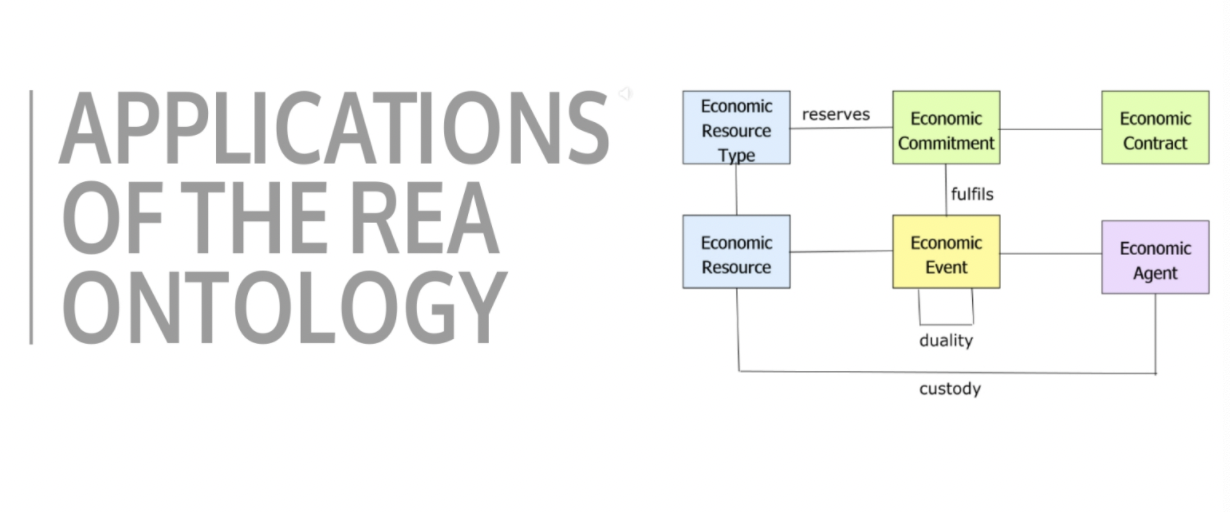 APPLICATIONS
OF THE REA
ONTOLOGY
Economic
Resource
Type
reserves
Economic
Commitment
Economic
Contract
fulfils
Economic
Resource
Economic
Event
Economic
Agent
duality
custody